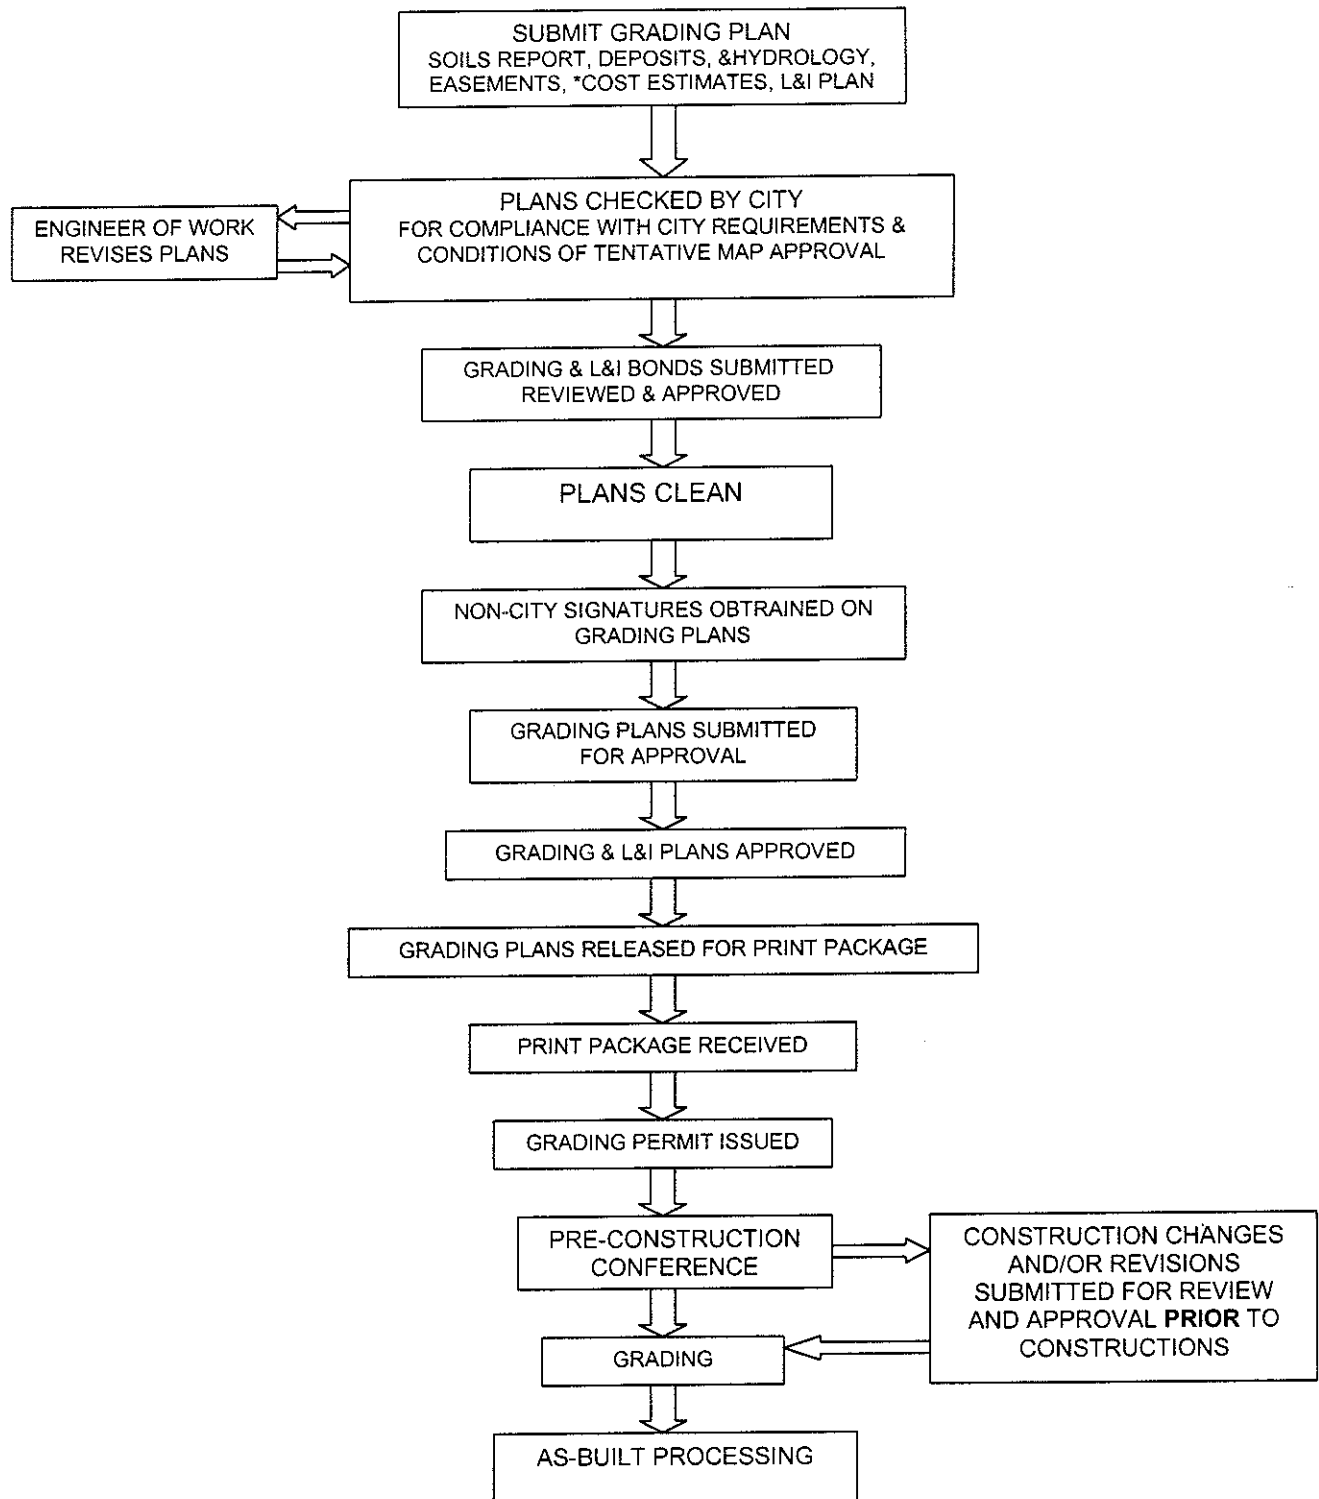 SUBMIT GRADING PLAN
SOILS REPORT, DEPOSITS, &HYDROLOGY,
EASEMENTS, *COST ESTIMATES, L&I PLAN
PLANS CHECKED BY CITY
FOR COMPLIANCE WITH CITY REQUIREMENTS &
CONDITIONS OF TENTATIVE MAP APPROVAL
ENGINEER OF WORK
REVISES PLANS
GRADING & L&I BONDS SUBMITTED
REVIEWED & APPROVED
PLANS CLEAN
NON-CITY SIGNATURES OBTRAINED ON
GRADING PLANS
GRADING PLANS SUBMITTED
FOR APPROVAL
GRADING & L&I PLANS APPROVED
GRADING PLANS RELEASED FOR PRINT PACKAGE
PRINT PACKAGE RECEIVED
GRADING PERMIT ISSUED
PRE-CONSTRUCTION
CONFERENCE
CONSTRUCTION CHANGES
AND/OR REVISIONS
SUBMITTED FOR REVIEW
AND APPROVAL PRIOR TO
CONSTRUCTIONS
GRADING
AS-BUILT PROCESSING